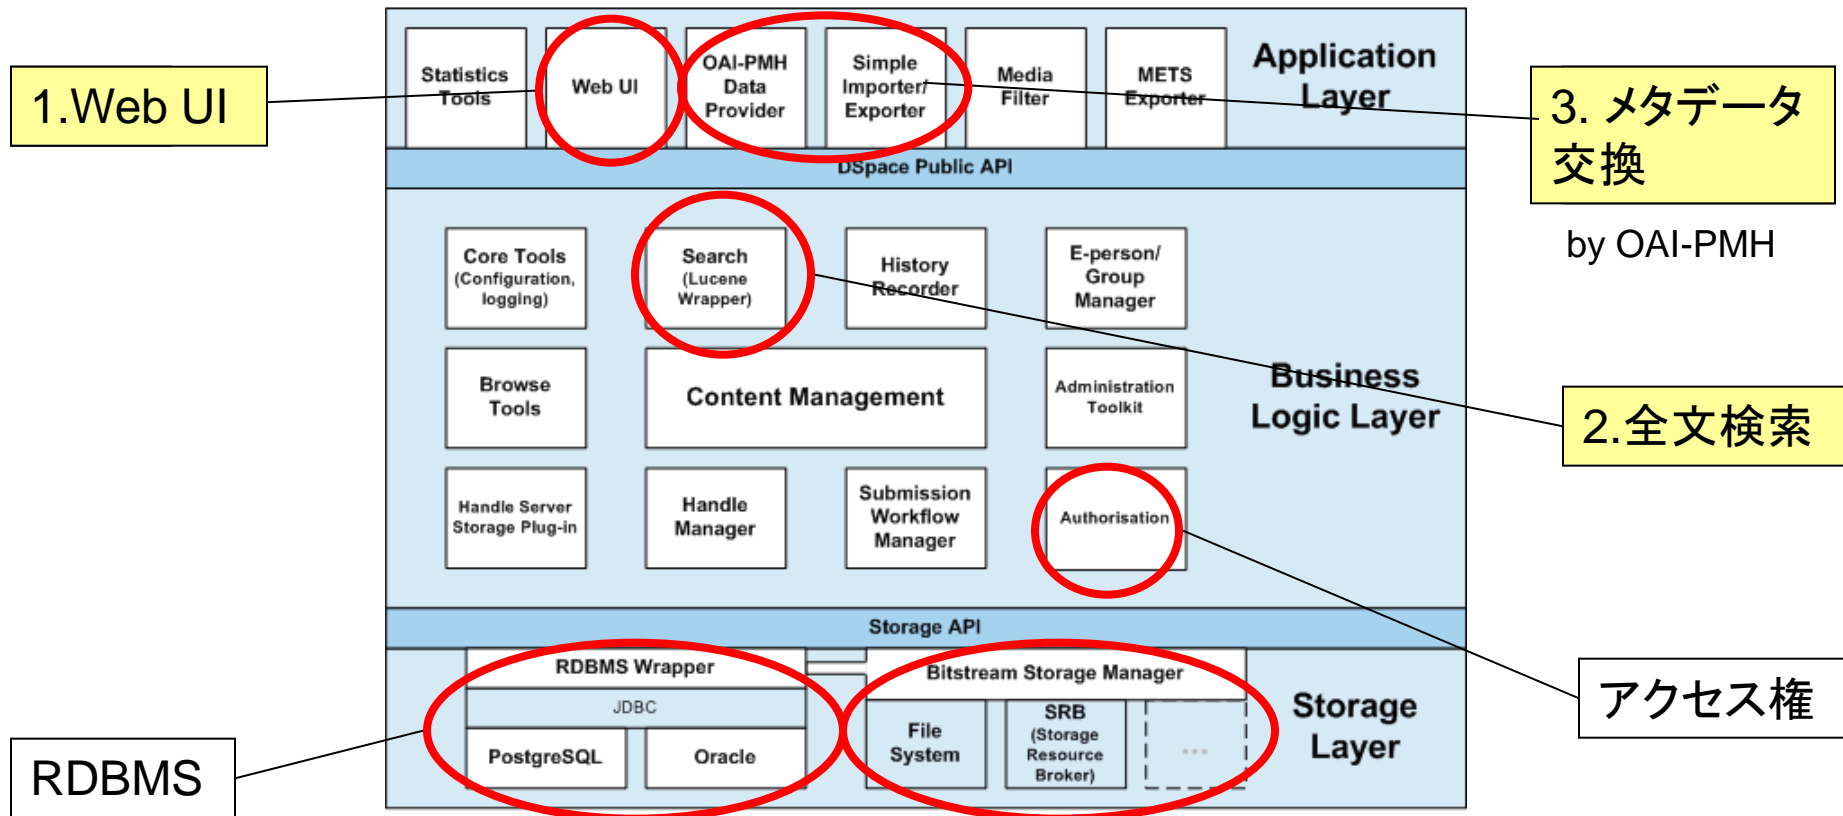 1.Web UI
Statistics
Tools
Web UI
OAI-PMH
Data
Provider
Simple
Importer/
Exporter
Media
Filter
METS
Exporter
Application
Layer
3. メタデータ
交換
by OAI-PMH
DSpace Public API
Core Tools
(Configuration,
logging)
Search
(Lucene
Wrapper)
History
Recorder
E-person/
Group
Manager
Browse
Tools
Content Management
Administration
Toolkit
Business
Logic Layer
2.全文検索
Handle Server
Storage Plug-in
Handle
Manager
Submission
Workflow
Manager
Authorisation
アクセス権
Storage API
RDBMS Wrapper
JDBC
PostgreSQL
Oracle
Bitstream Storage Manager
File
System
SRB
(Storage
Resource
Broker)
...
Storage
Layer
RDBMS